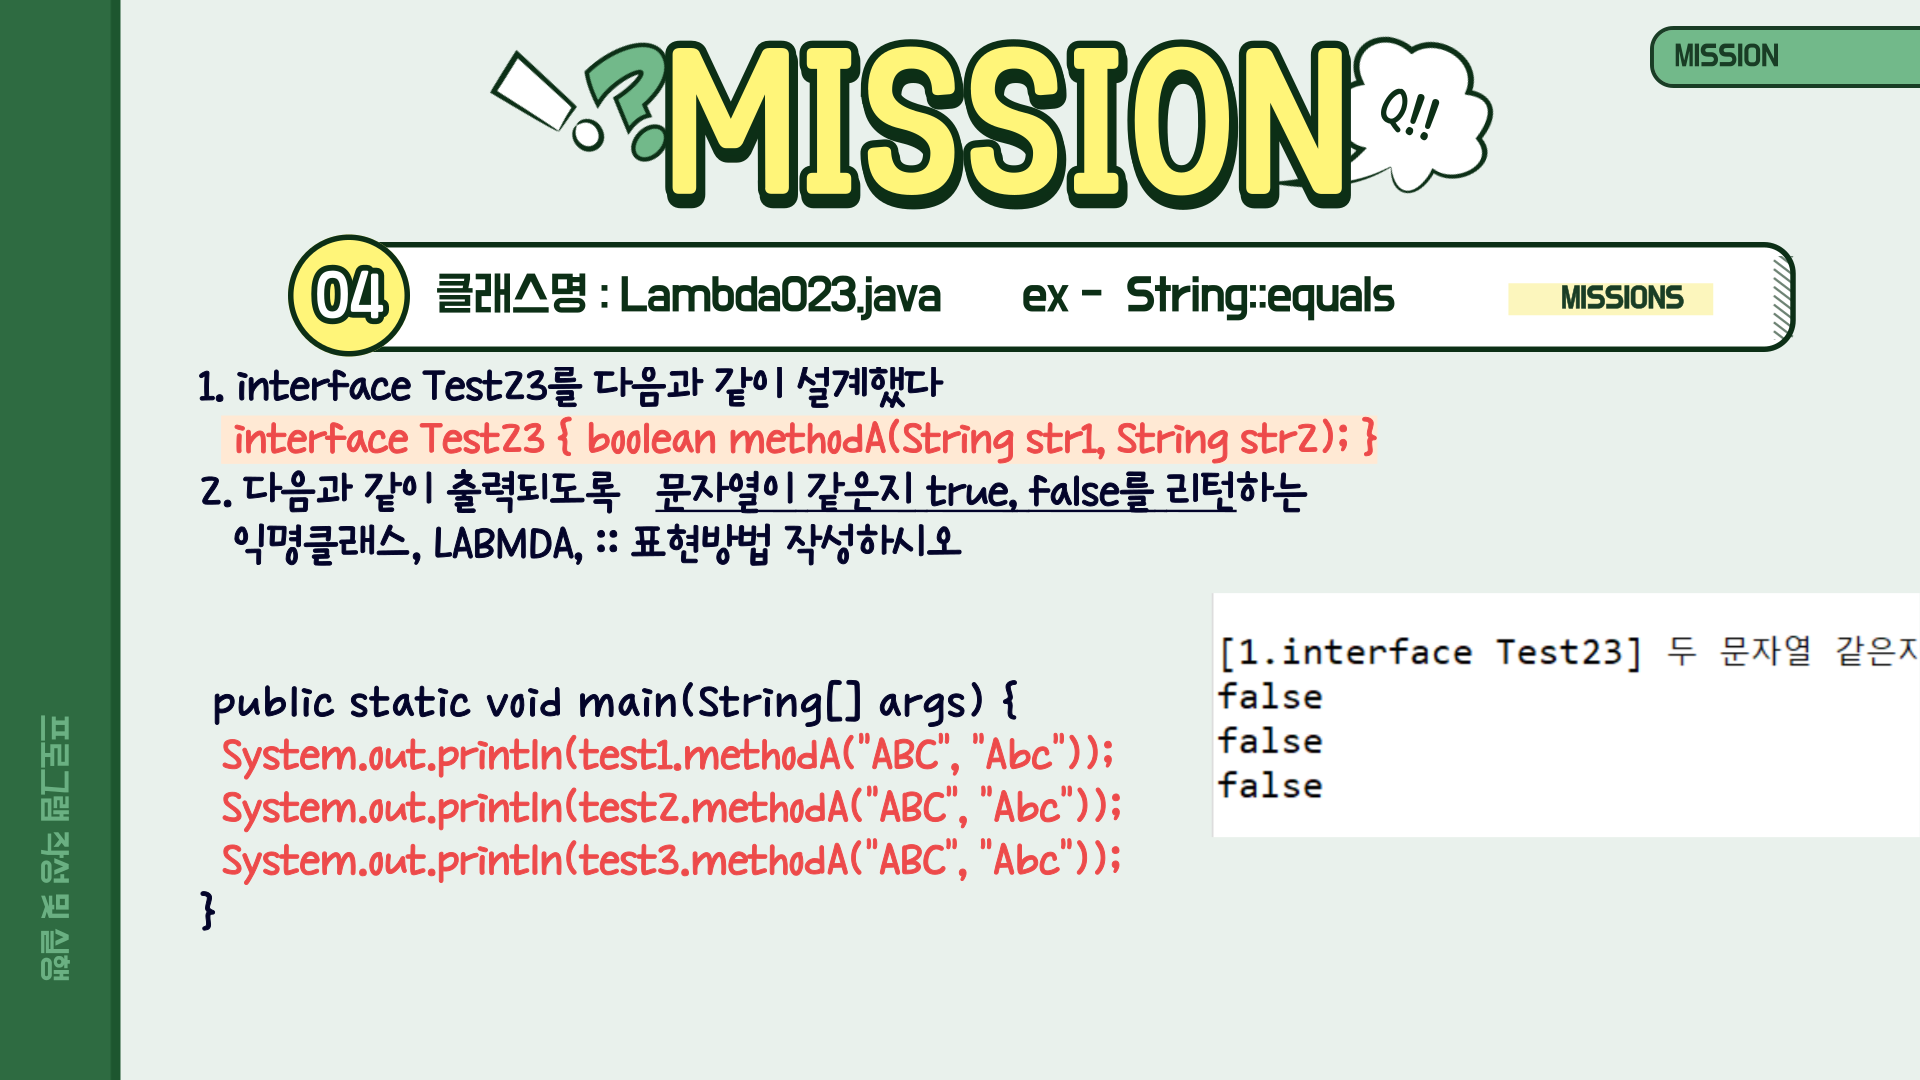 MISSION
!?
MISSION
Q!!
04
클래스명 : Lambda023.java ex - String::equals
MISSIONS
1. interface Test23를 다음과 같이 설계했다
interface Test23 { boolean methodA(String str1, String str2); }
2. 다음과 같이 출력되도록 문자열이 같은지 true, false를 리턴하는
익명클래스, LABMDA, :: 표현방법 작성하시오
[1.interface Test23] 두 문자열 같은지
false
false
false
public static void main(String[] args) {
System.out.println(test1.methodA("ABC", "Abc"));
System.out.println(test2.methodA("ABC", "Abc"));
System.out.println(test3.methodA("ABC", "Abc"));
}
프로그램 작성 및 실행